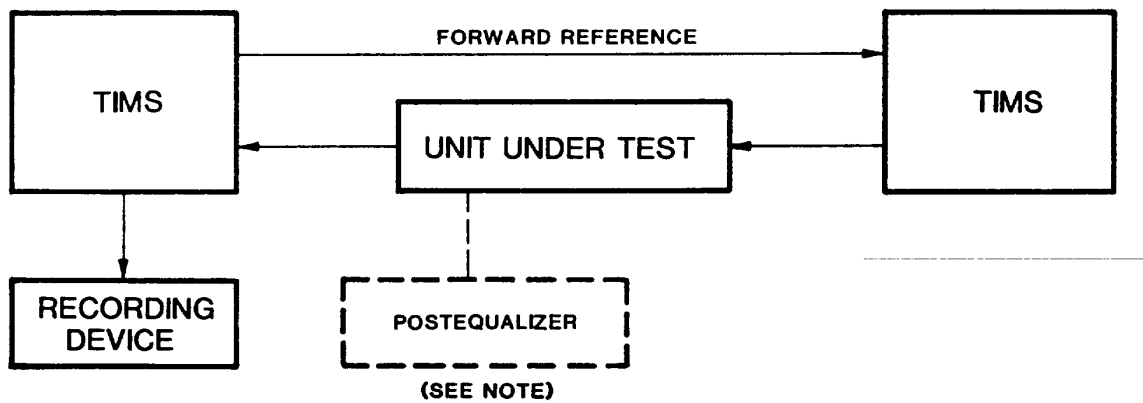 FORWARD REFERENCE
TIMS
TIMS
UNIT UNDER TEST
RECORDING
DEVICE
POSTEQUALIZER
(SEE NOTE)